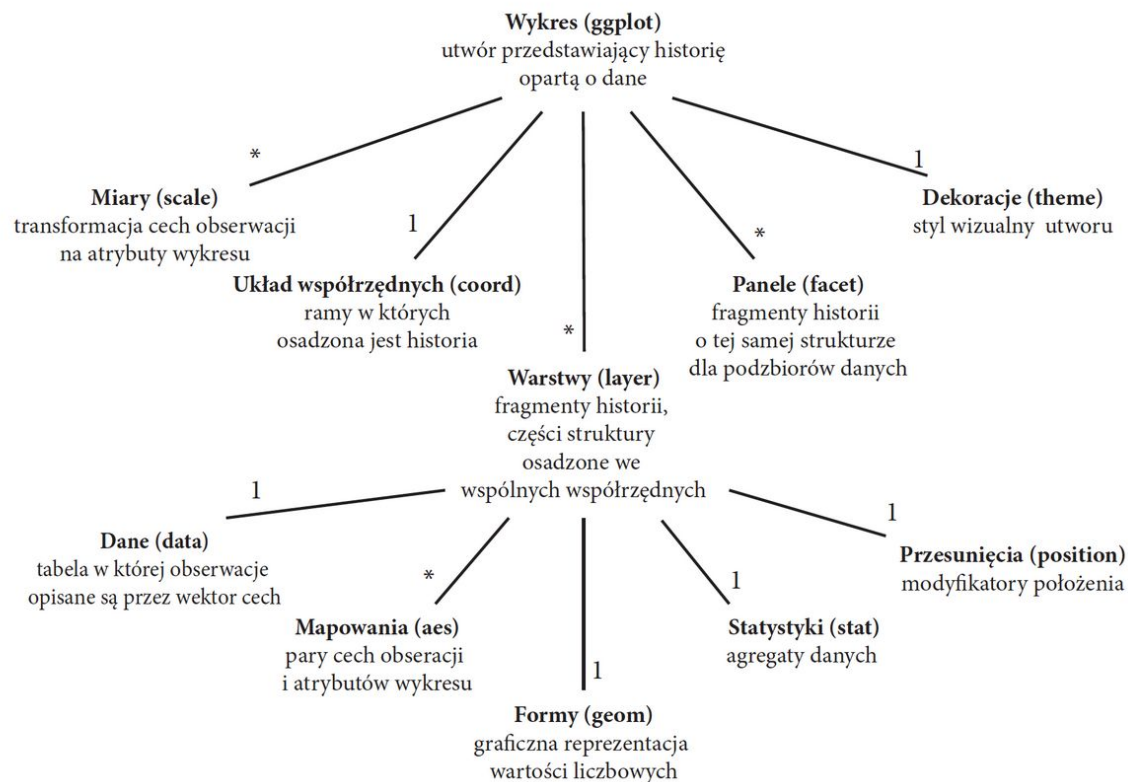 Wykres (ggplot)
utwór przedstawiający historię
opartą o dane
*
1
Miary (scale)
transformacja cech obserwacji
na atrybuty wykresu
Dekoracje (theme)
styl wizualny utworu
1
*
Układ współrzędnych (coord)
ramy w których
osadzona jest historia
Panele (facet)
fragmenty historii
o tej samej strukturze
dla podzbiorów danych
*
Warstwy (layer)
fragmenty historii,
części struktury
osadzone we
wspólnych współrzędnych
1
Dane (data)
tabela w której obserwacje
opisane są przez wektor cech
1
Przesunięcia (position)
modyfikatory położenia
*
Mapowania (aes)
pary cech obseracji
i atrybutów wykresu
1
Statystyki (stat)
agregaty danych
1
Formy (geom)
graficzna reprezentacja
wartości liczbowych